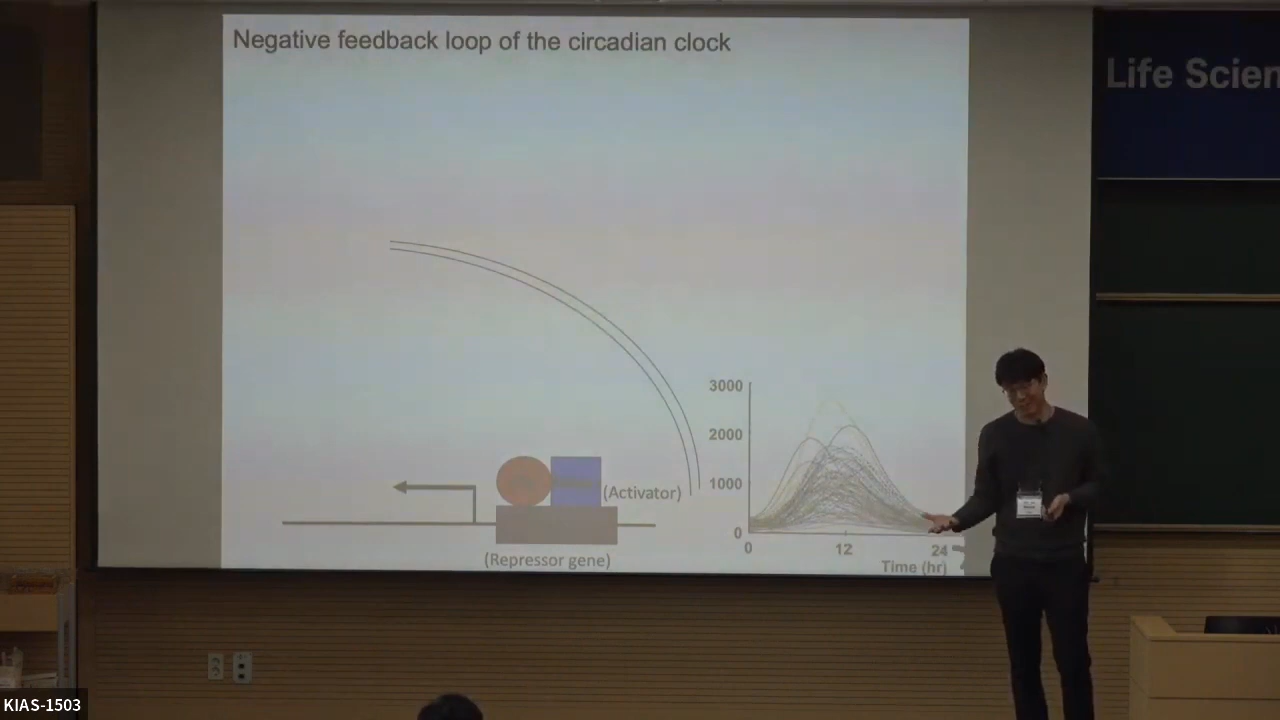 Negative feedback loop of the circadian clock
Life Scien
3000
2000
1000
0
0
12
24
Time (hr)
(Activator)
(Repressor gene)
KIAS-1503